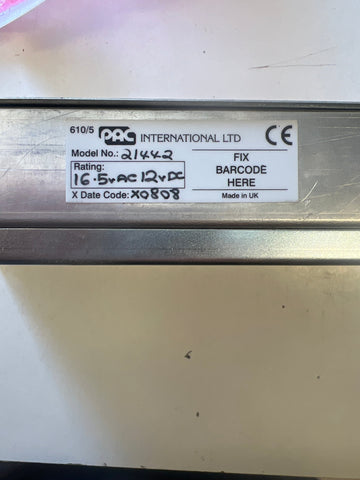 610/5 PAC INTERNATIONAL LTD CE
Model No.: 21442
Rating:
16.5vAC 12vDC
X Date Code: X0808
FIX
BARCODE
HERE
Made in UK